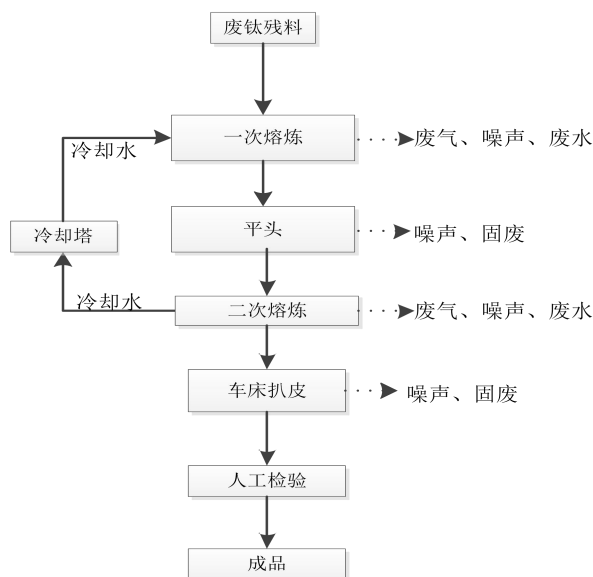 废钛残料
一次熔炼
废气、噪声、废水
冷却水
平头
噪声、固废
冷却塔
冷却水
二次熔炼
废气、噪声、废水
车床扒皮
噪声、固废
人工检验
成品